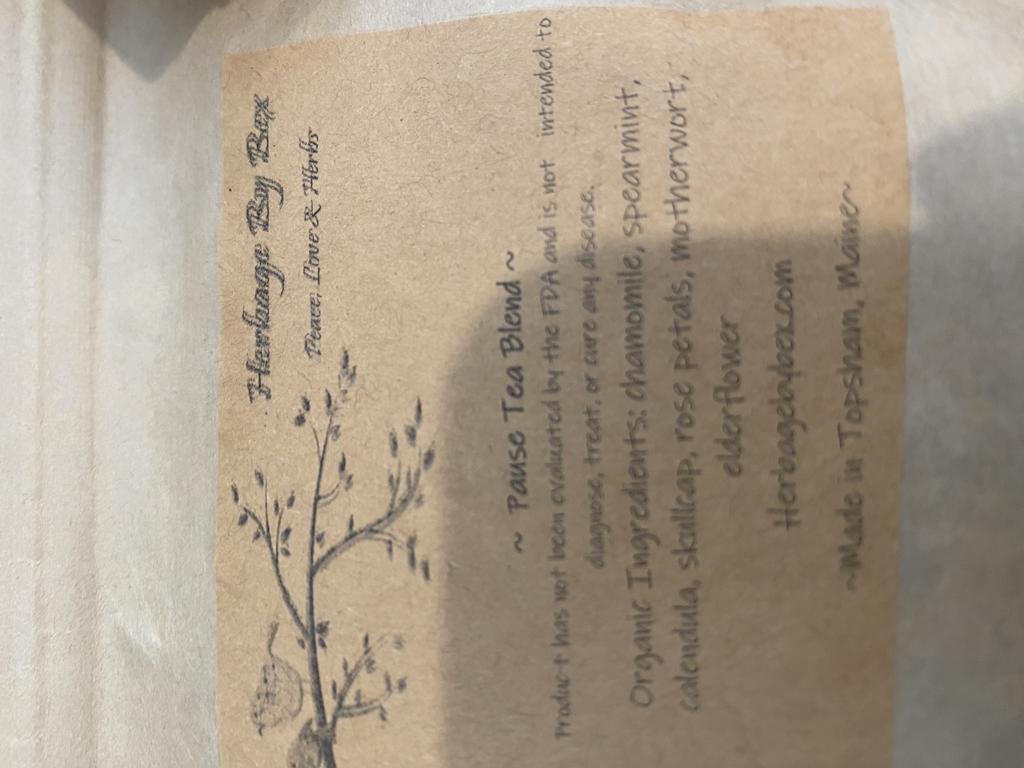 Herbage Bay Box
Peace, Love & Herbs
~ Pause Tea Blend ~
Product has not been evaluated by the FDA and is not intended to
diagnose, treat, or cure any disease.
Organic Ingredients: chamomile, spearmint,
calendula, skullcap, rose petals, motherwort,
elderflower
Herbagebaybox.com
~Made in Topsham, Maine~